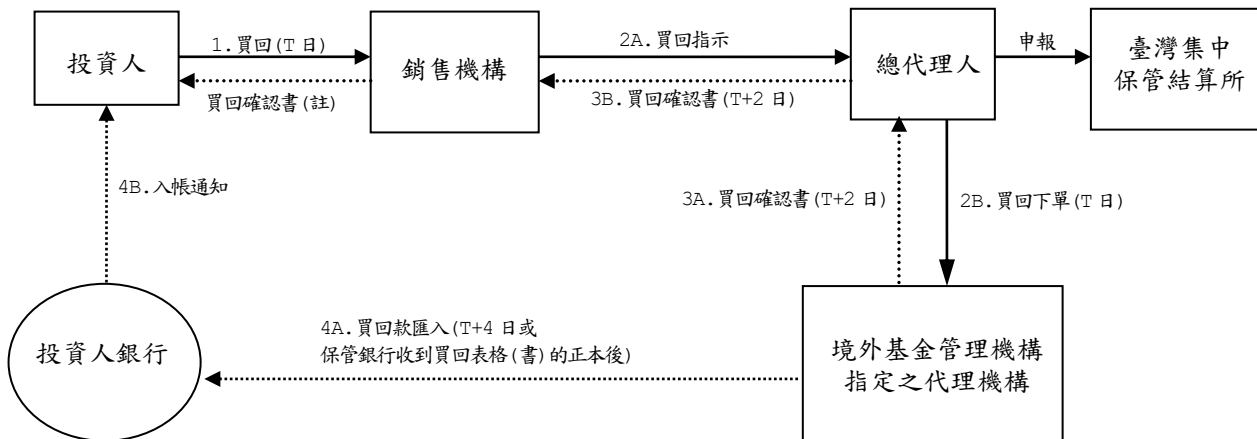 投資人
1.買回(T 日)
買回確認書(註)
銷售機構
2A.買回指示
3B.買回確認書(T+2 日)
總代理人
申報
臺灣集中
保管結算所
4B.入帳通知
3A.買回確認書(T+2 日)
2B.買回下單(T 日)
投資人銀行
4A.買回款匯入(T+4 日或
保管銀行收到買回表格(書)的正本後)
境外基金管理機構
指定之代理機構